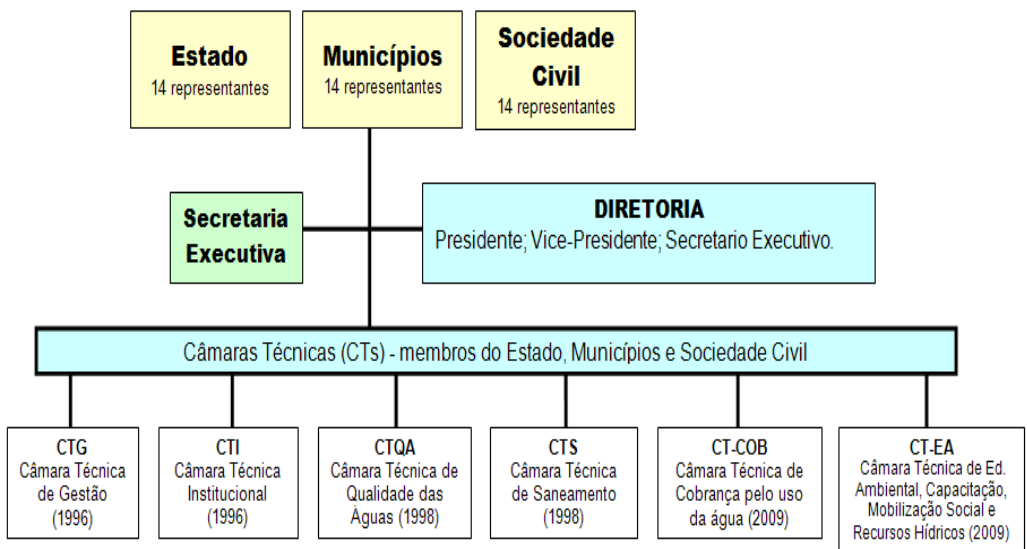 Estado
14 representantes
Municípios
14 representantes
Sociedade
Civil
14 representantes
Secretaria
Executiva
DIRETORIA
Presidente; Vice-Presidente; Secretario Executivo.
Câmaras Técnicas (CTs) - membros do Estado, Municípios e Sociedade Civil
CTG
Câmara Técnica
de Gestão
(1996)
CTI
Câmara Técnica
Institucional
(1996)
CTQA
Câmara Técnica de
Qualidade das
Águas (1998)
CTS
Câmara Técnica
de Saneamento
(1998)
CT-COB
Câmara Técnica de
Cobrança pelo uso
da água (2009)
CT-EA
Câmara Técnica de Ed.
Ambiental, Capacitação,
Mobilização Social e
Recursos Hídricos (2009)